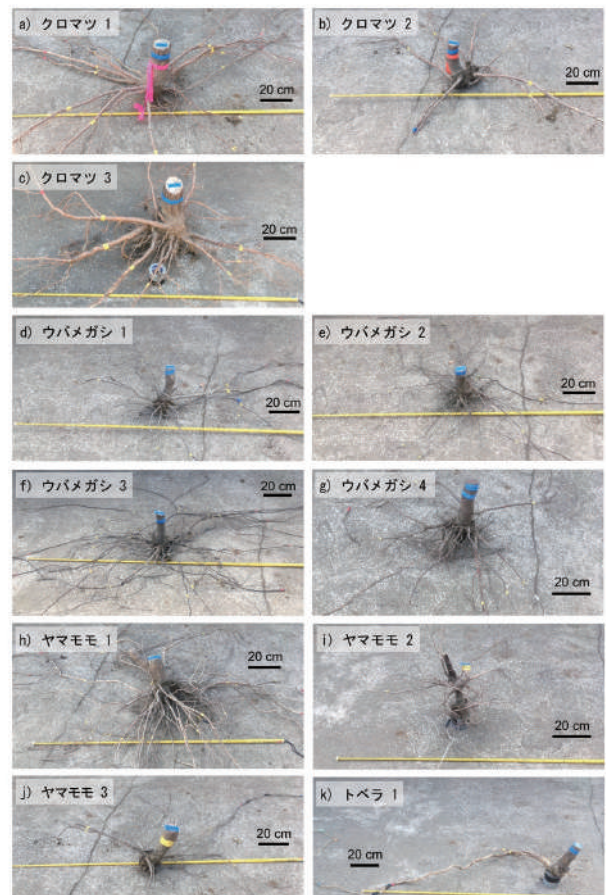 a) クロマツ 1
20 cm
b) クロマツ 2
20 cm
c) クロマツ 3
20 cm
d) ウバメガシ 1
20 cm
e) ウバメガシ 2
20 cm
f) ウバメガシ 3
20 cm
g) ウバメガシ 4
20 cm
h) ヤマモモ 1
20 cm
i) ヤマモモ 2
20 cm
j) ヤマモモ 3
20 cm
k) トベラ 1
20 cm